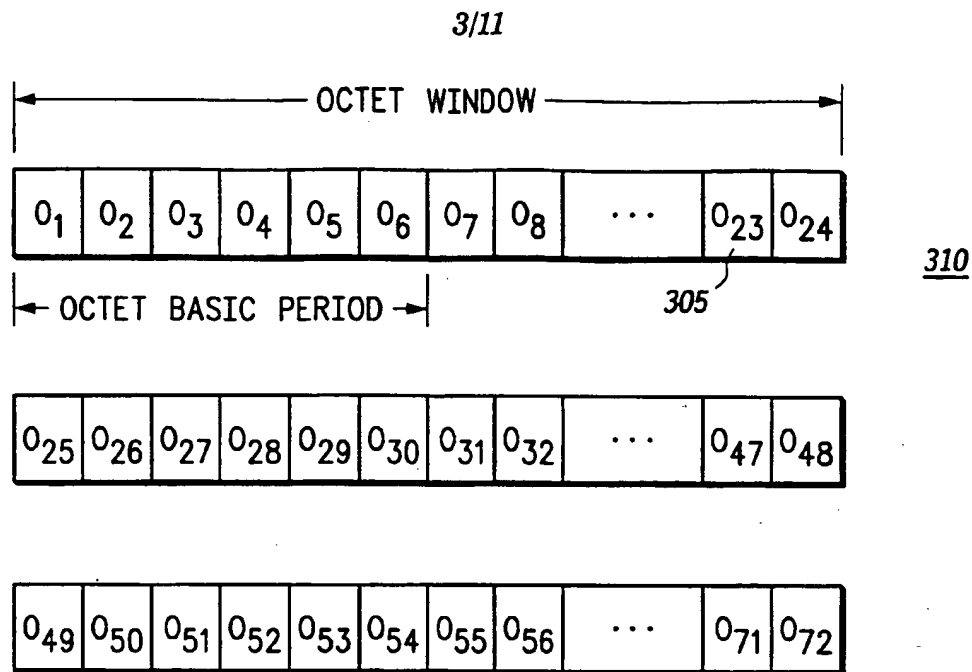 3/11
OCTET WINDOW
O1 O2 O3 O4 O5 O6 O7 O8 ... O23 O24
310
305
OCTET BASIC PERIOD
O25 O26 O27 O28 O29 O30 O31 O32 ... O47 O48
O49 O50 O51 O52 O53 O54 O55 O56 ... O71 O72